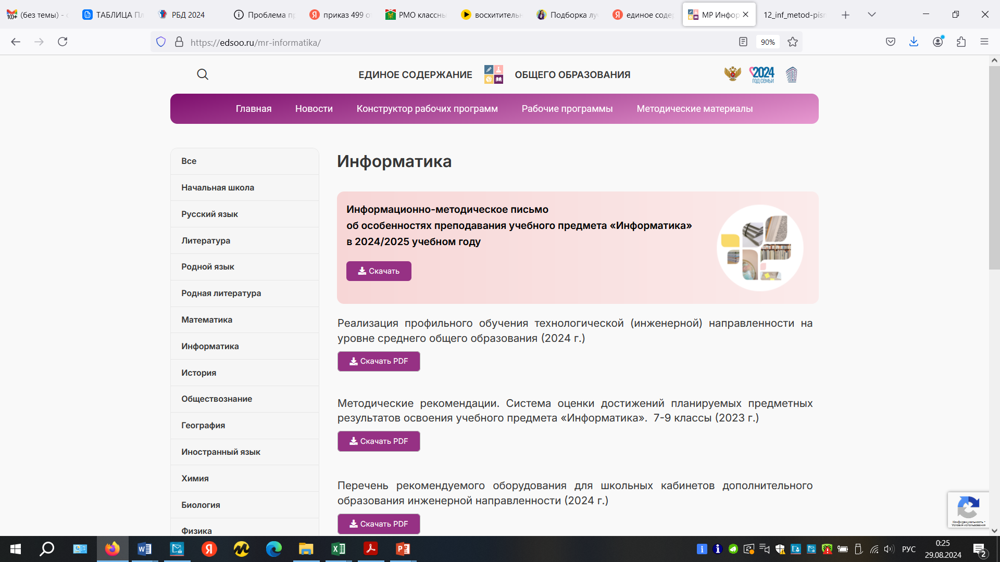 (без темы) -
ТАБЛИЦА
РБД 2024
Проблема
приказ 499
РМО классны
восхитительн
Подборка
единое
МР Инфор
12_inf_metod-pis
https://edsoo.ru/mr-informatika/
90%
ЕДИНОЕ СОДЕРЖАНИЕ
ОБЩЕГО ОБРАЗОВАНИЯ
2024
ГОД СЕМЬИ
Главная
Новости
Конструктор рабочих программ
Рабочие программы
Методические материалы
Все
Начальная школа
Русский язык
Литература
Родной язык
Родная литература
Математика
Информатика
История
Обществознание
География
Иностранный язык
Химия
Биология
Физика
Информатика
Информационно-методическое письмо
об особенностях преподавания учебного предмета «Информатика»
в 2024/2025 учебном году
Скачать
Реализация профильного обучения технологической (инженерной) направленности на
уровне среднего общего образования (2024 г.)
Скачать PDF
Методические рекомендации. Система оценки достижений планируемых предметных
результатов освоения учебного предмета «Информатика». 7-9 классы (2023 г.)
Скачать PDF
Перечень рекомендуемого оборудования для школьных кабинетов дополнительного
образования инженерной направленности (2024 г.)
Скачать PDF
Конфиденциальность -
Условия использования
РУС
0:25
29.08.2024
2